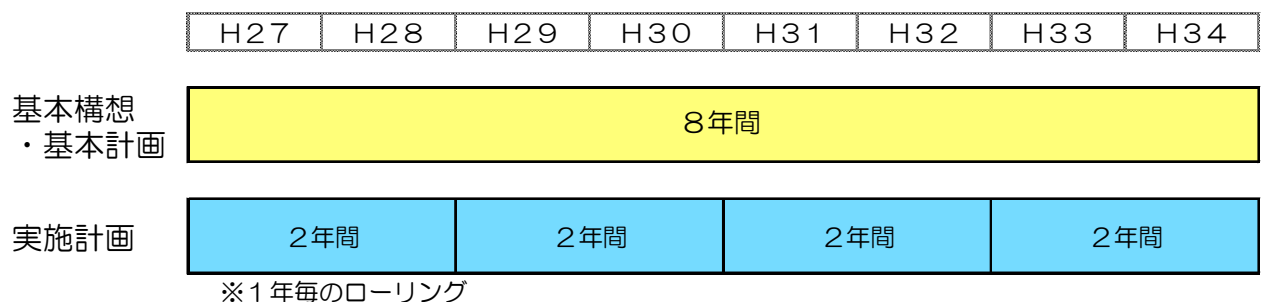 H27 H28 H29 H30 H31 H32 H33 H34
基本構想
・基本計画
8年間
実施計画
2年間 2年間 2年間 2年間
※1年毎のローリング